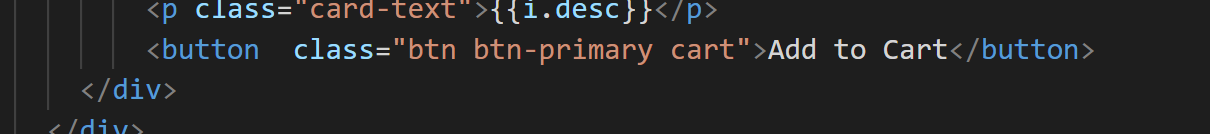 <p class="card-text">{{i.desc}}</p>
<button  class="btn btn-primary cart">Add to Cart</button>
</div>
</div>